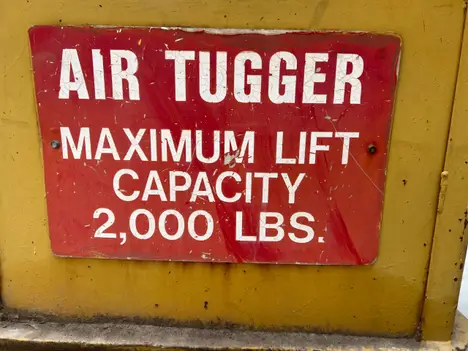 AIR TUGGER
MAXIMUM LIFT
CAPACITY
2,000 LBS.